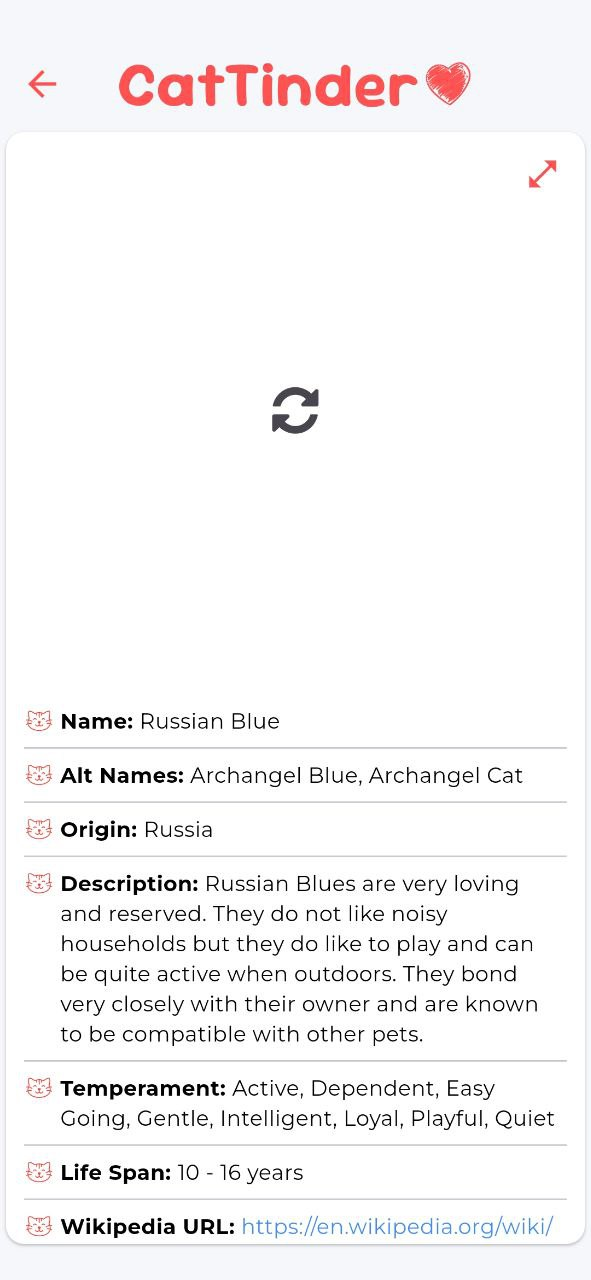 CatTinder
Name: Russian Blue
Alt Names: Archangel Blue, Archangel Cat
Origin: Russia
Description: Russian Blues are very loving
and reserved. They do not like noisy
households but they do like to play and can
be quite active when outdoors. They bond
very closely with their owner and are known
to be compatible with other pets.
Temperament: Active, Dependent, Easy
Going, Gentle, Intelligent, Loyal, Playful, Quiet
Life Span: 10 - 16 years
Wikipedia URL: https://en.wikipedia.org/wiki/